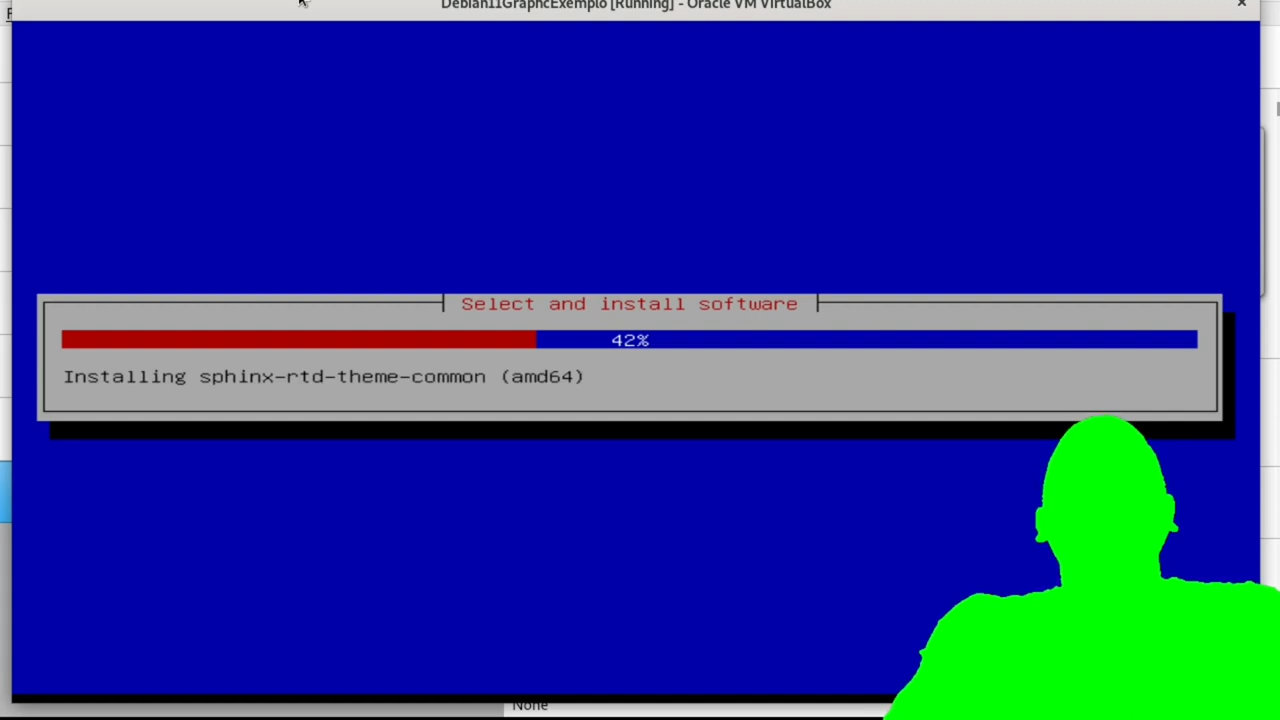 Debian11GraphcExemplo [Running] - Oracle VM VirtualBox
Select and install software
42%
Installing sphinx-rtd-theme-common (amd64)
None